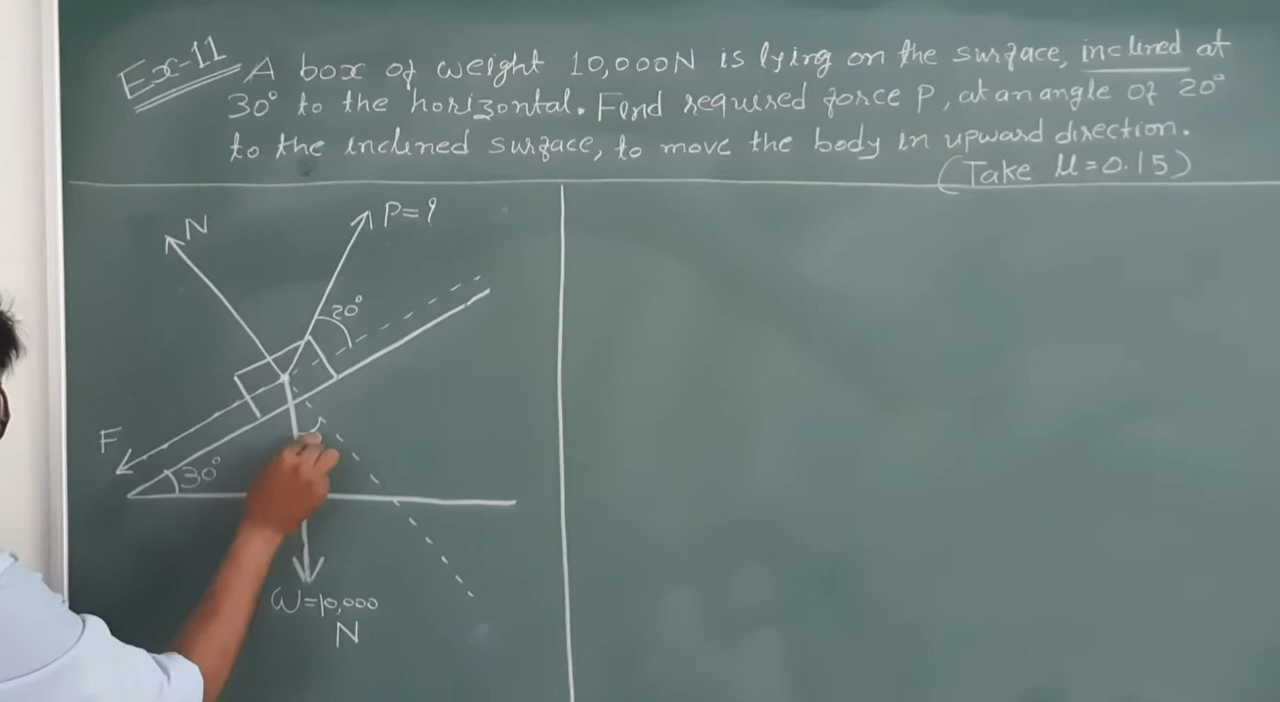 Ex-11 A box of weight 10,000N is lying on the surface, inclined at
30° to the horizontal. Find required force P, at an angle of 20°
to the inclined surface, to move the body in upward direction.
(Take μ=0.15)
N
P=?
20°
F
30°
W=10,000
N